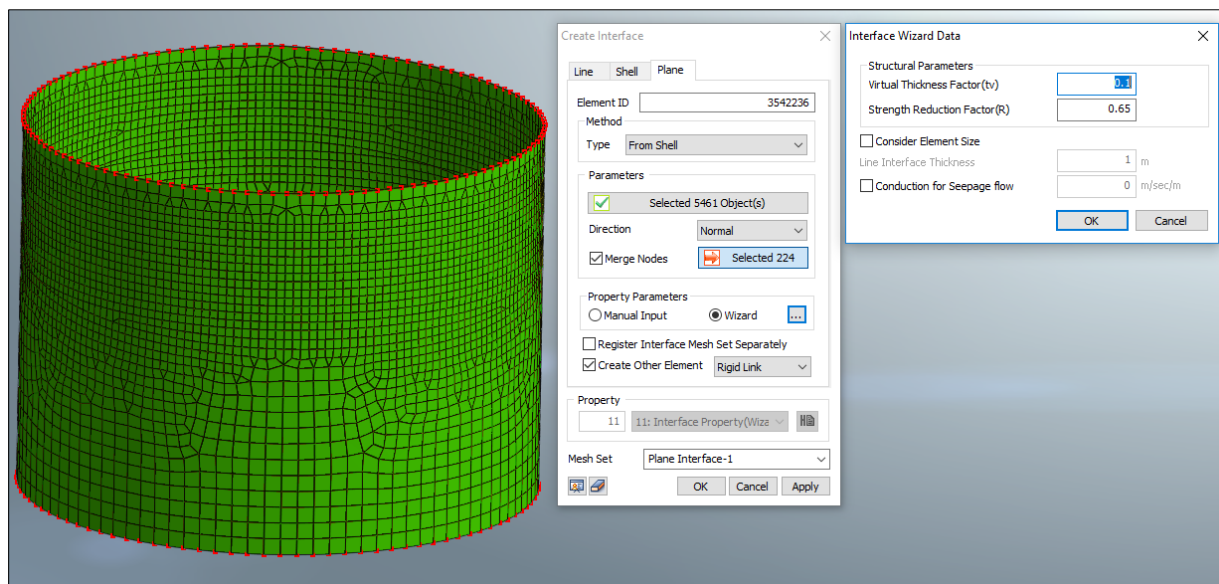 Create Interface
Line Shell Plane
Element ID 3542236
Method
Type From Shell
Parameters
Selected 5461 Object(s)
Direction Normal
Merge Nodes Selected 224
Property Parameters
Manual Input Wizard ...
Register Interface Mesh Set Separately
Create Other Element Rigid Link
Property
11 11: Interface Property(Wiza
Mesh Set Plane Interface-1
OK Cancel Apply
Interface Wizard Data
Structural Parameters
Virtual Thickness Factor(tv) 0.1
Strength Reduction Factor(R) 0.65
Consider Element Size
Line Interface Thickness 1 m
Conduction for Seepage flow 0 m/sec/m
OK Cancel